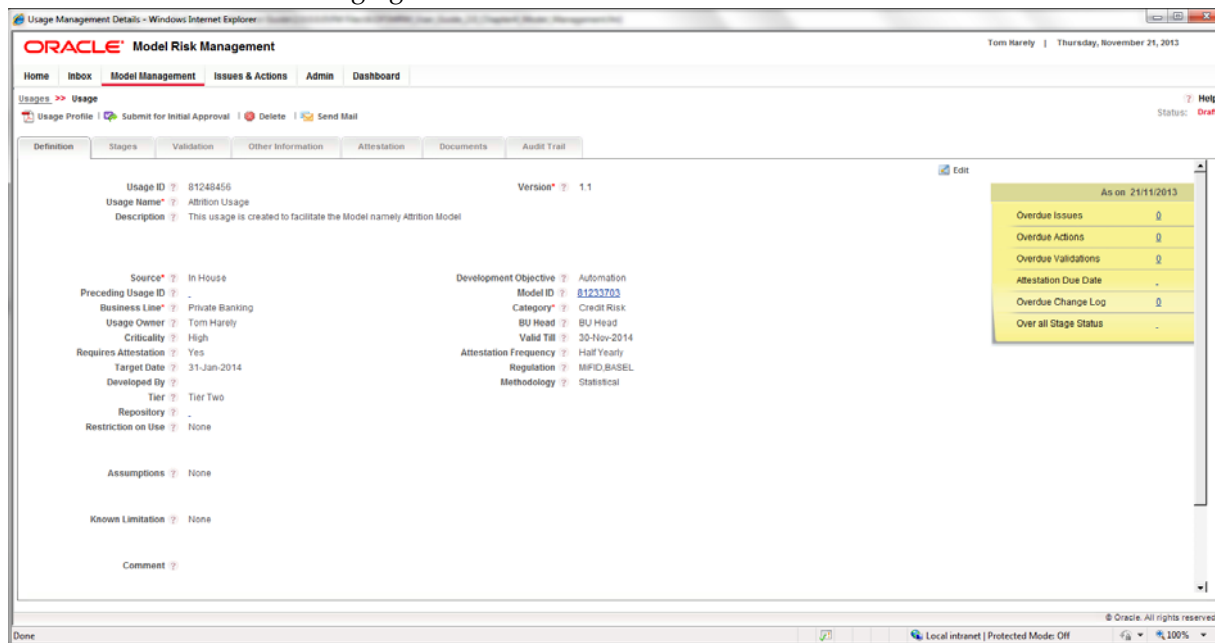 Usage Management Details - Windows Internet Explorer
ORACLE® Model Risk Management
Tom Harely | Thursday, November 21, 2013
Home Inbox Model Management Issues & Actions Admin Dashboard
Usages >> Usage
? Help
Usage Profile | Submit for Initial Approval | Delete | Send Mail
Status: Draft
Definition Stages Validation Other Information Attestation Documents Audit Trail
Edit
As on 21/11/2013
Usage ID ? 81248456 Version* ? 1.1
Usage Name* ? Attrition Usage
Description ? This usage is created to facilitate the Model namely Attrition Model
Overdue Issues 0
Overdue Actions 0
Overdue Validations 0
Attestation Due Date -
Overdue Change Log 0
Over all Stage Status -
Source* ? In House Development Objective ? Automation
Preceding Usage ID ? - Model ID ? 81233703
Business Line* ? Private Banking Category* ? Credit Risk
Usage Owner ? Tom Harely BU Head ? BU Head
Criticality ? High Valid Till ? 30-Nov-2014
Requires Attestation ? Yes Attestation Frequency ? Half Yearly
Target Date ? 31-Jan-2014 Regulation ? MiFID,BASEL
Developed By ? Methodology ? Statistical
Tier ? Tier Two
Repository ? -
Restriction on Use ? None
Assumptions ? None
Known Limitation ? None
Comment ?
© Oracle. All rights reserved
Done Local intranet | Protected Mode: Off 100%